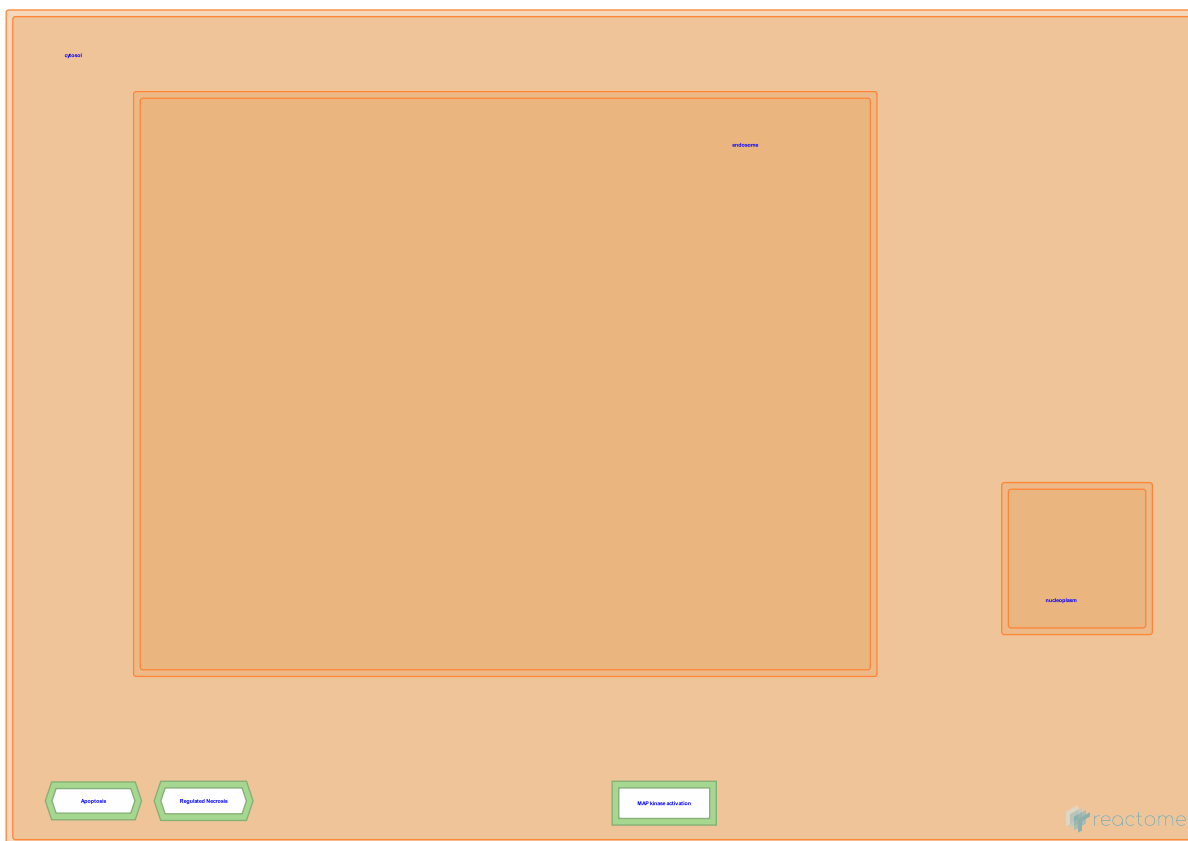 cytosol
endosome
nucleoplasm
Apoptosis
Regulated Necrosis
MAP kinase activation
reactome